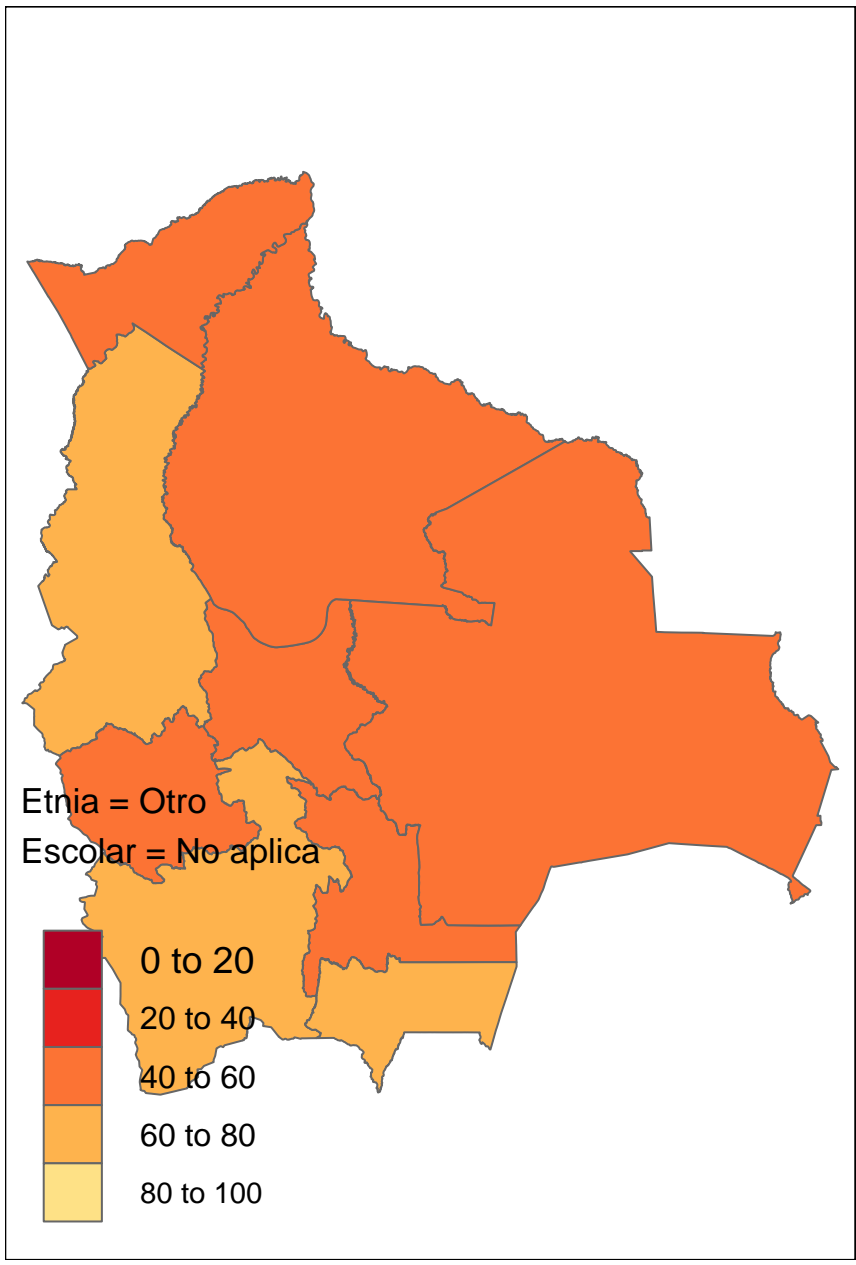 Etnia = Otro
Escolar = No aplica
0 to 20
20 to 40
40 to 60
60 to 80
80 to 100